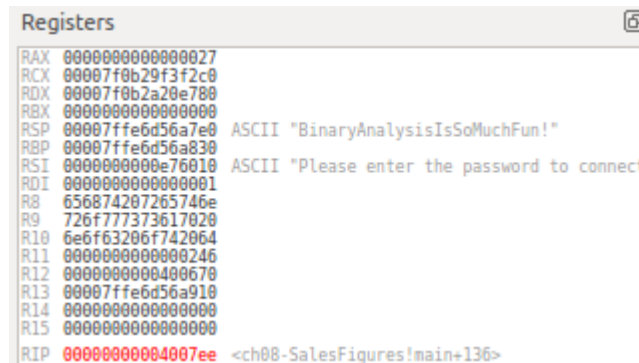 Registers
RAX 0000000000000027
RCX 00007f0b29f3f2c0
RDX 00007f0b2a20e780
RBX 0000000000000000
RSP 00007ffe6d56a7e0 ASCII "BinaryAnalysisIsSoMuchFun!"
RBP 00007ffe6d56a830
RSI 0000000000e76010 ASCII "Please enter the password to connect
RDI 0000000000000001
R8 656874207265746e
R9 726f777373617020
R10 6e6f63206f742064
R11 0000000000000246
R12 0000000000400670
R13 00007ffe6d56a910
R14 0000000000000000
R15 0000000000000000
RIP 00000000004007ee <ch08-SalesFigures!main+136>